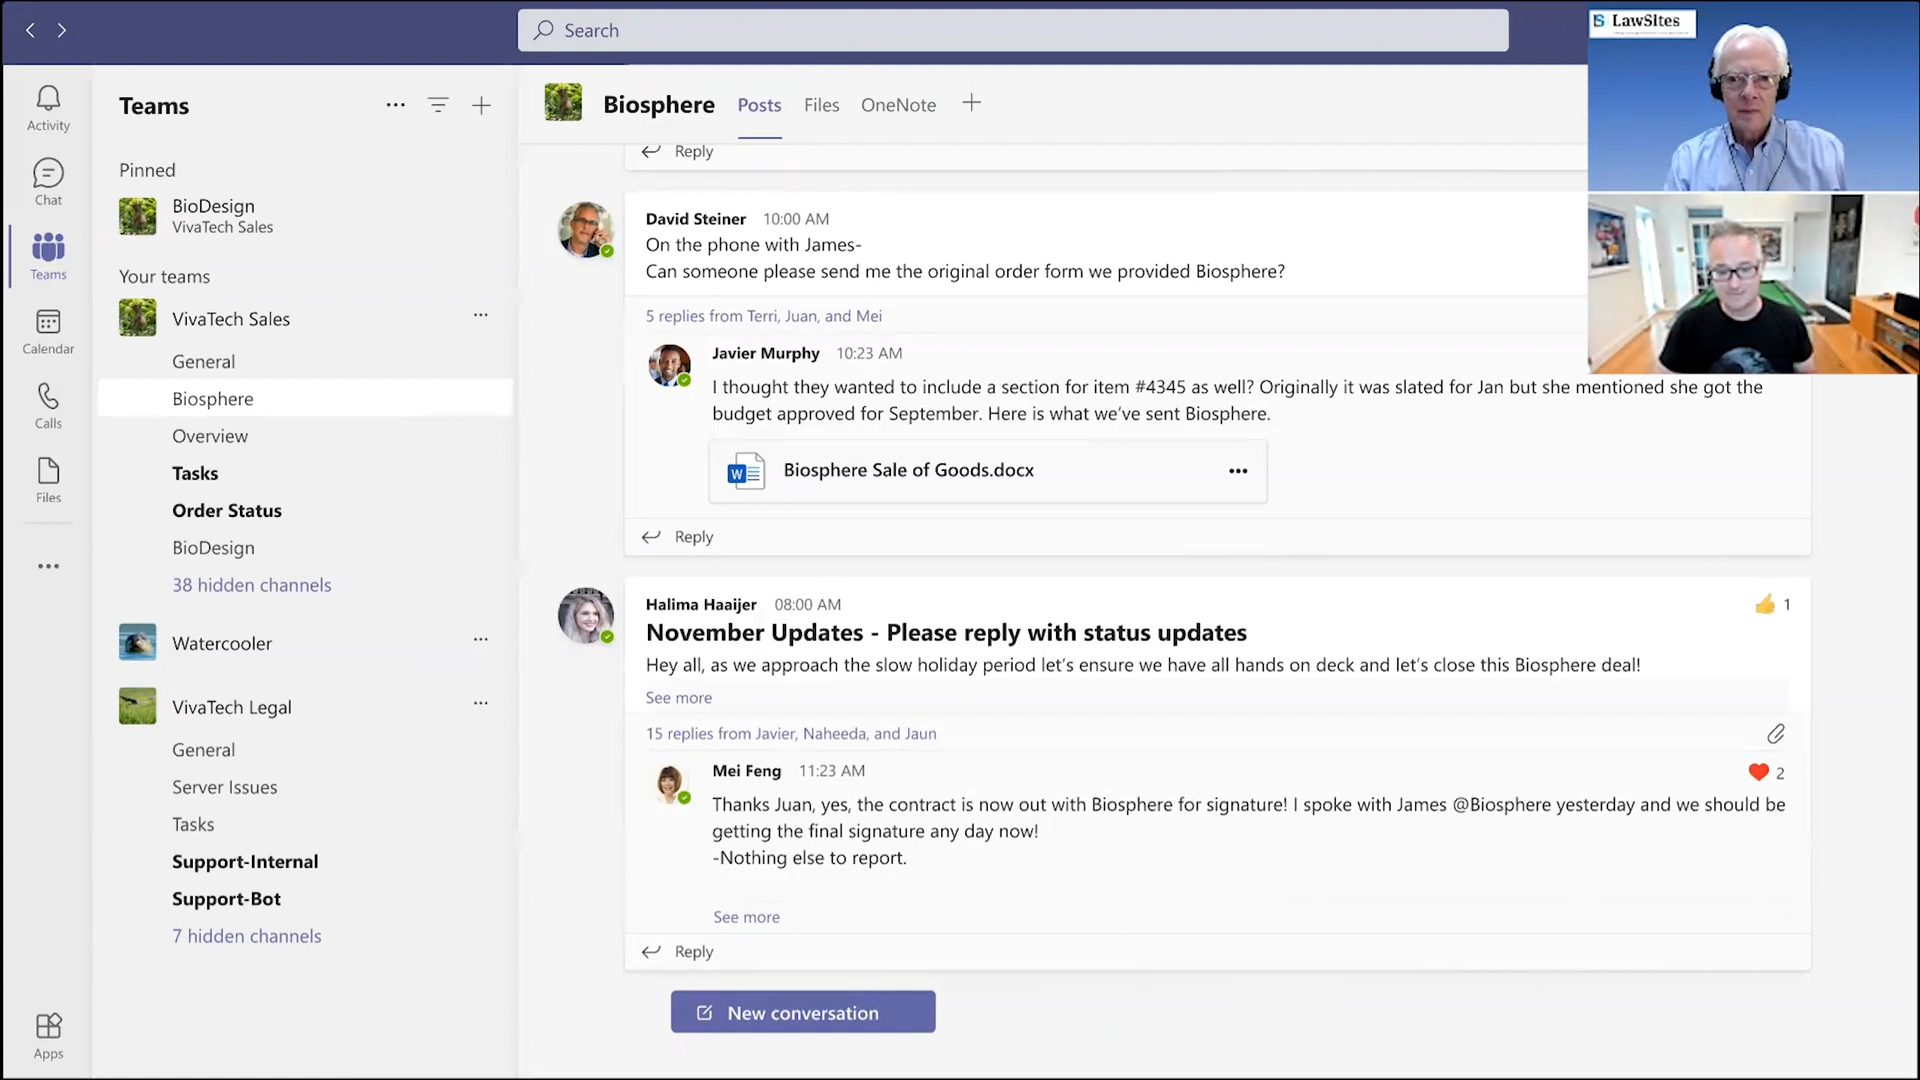 Search
LawSites
Activity
Chat
Teams
Calendar
Calls
Files
Apps
Teams
Pinned
BioDesign
VivaTech Sales
Your teams
VivaTech Sales
General
Biosphere
Overview
Tasks
Order Status
BioDesign
38 hidden channels
Watercooler
VivaTech Legal
General
Server Issues
Tasks
Support-Internal
Support-Bot
7 hidden channels
Biosphere Posts Files OneNote
Reply
David Steiner 10:00 AM
On the phone with James-
Can someone please send me the original order form we provided Biosphere?
5 replies from Terri, Juan, and Mei
Javier Murphy 10:23 AM
I thought they wanted to include a section for item #4345 as well? Originally it was slated for Jan but she mentioned she got the
budget approved for September. Here is what we've sent Biosphere.
Biosphere Sale of Goods.docx
Reply
Halima Haaijer 08:00 AM
1
November Updates - Please reply with status updates
Hey all, as we approach the slow holiday period let's ensure we have all hands on deck and let's close this Biosphere deal!
See more
15 replies from Javier, Naheeda, and Jaun
Mei Feng 11:23 AM
2
Thanks Juan, yes, the contract is now out with Biosphere for signature! I spoke with James @Biosphere yesterday and we should be
getting the final signature any day now!
-Nothing else to report.
See more
Reply
New conversation